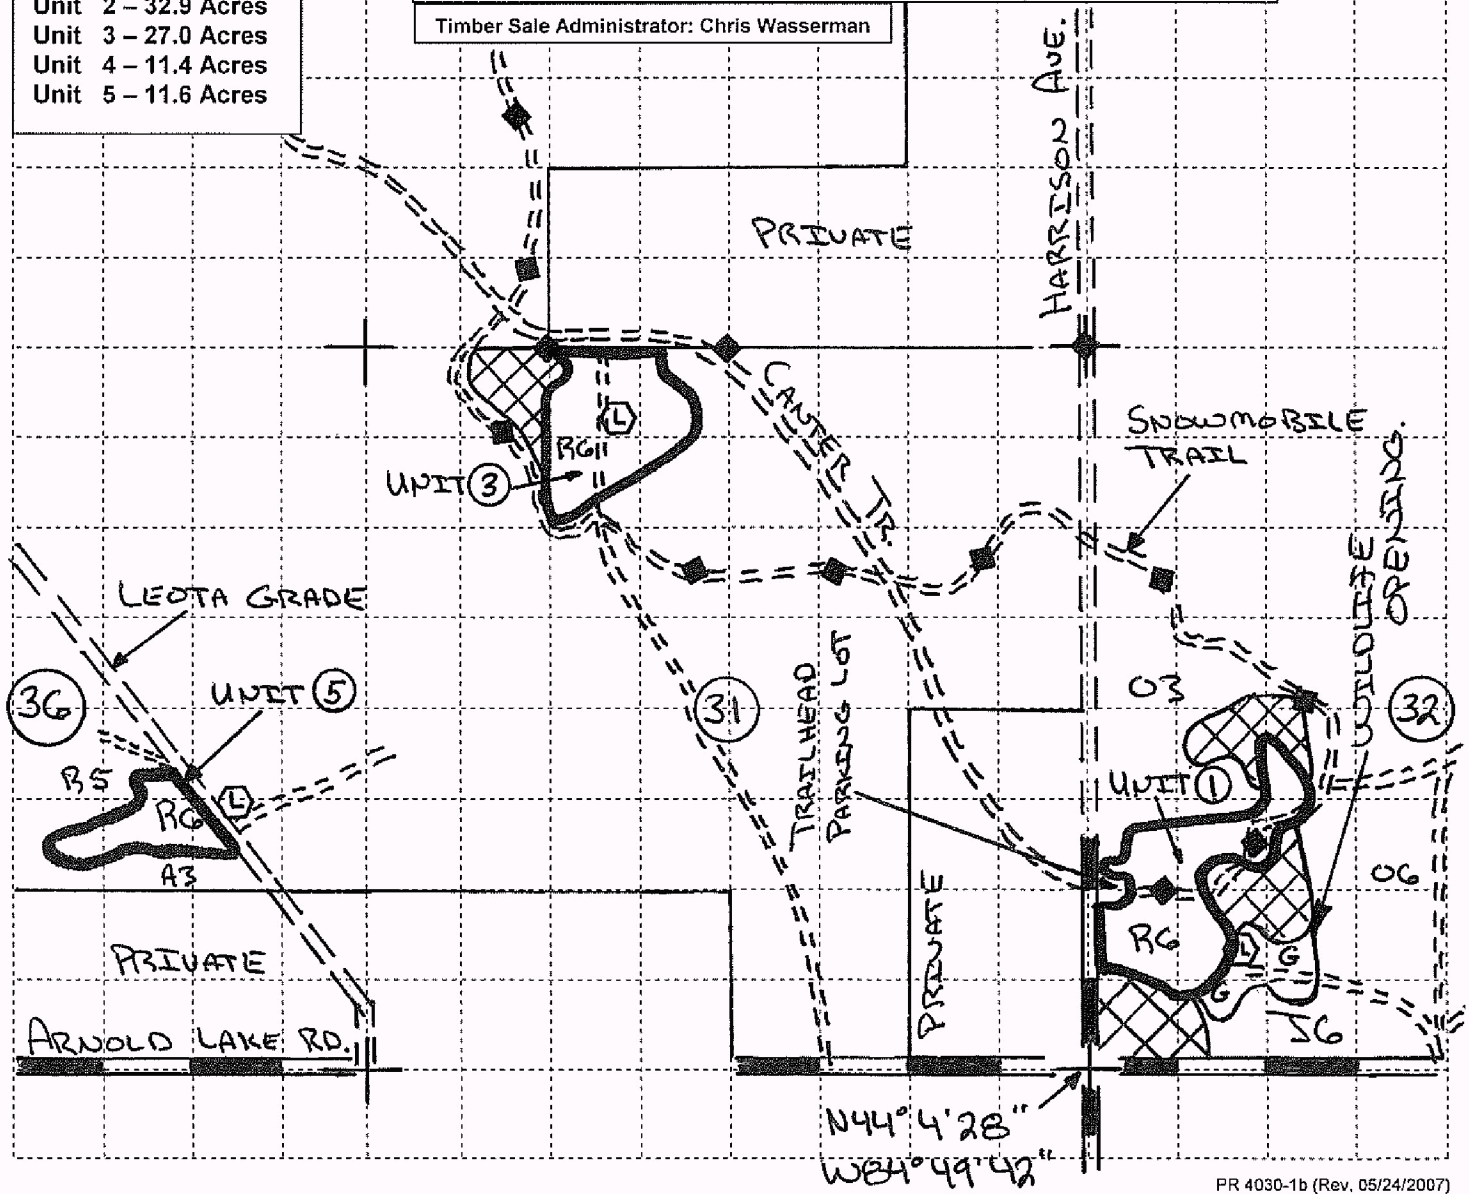 Unit 2 – 32.9 Acres
Unit 3 – 27.0 Acres
Unit 4 – 11.4 Acres
Unit 5 – 11.6 Acres
Timber Sale Administrator: Chris Wasserman
HARRISON AVE.
PRIVATE
CANTER TR.
SNOWMOBILE
TRAIL
L
R6
UNIT 3
WILDLIFE
OPENING.
LEOTA GRADE
36
UNIT 5
31
TRAILHEAD
PARKING LOT
O3
32
B5
R6
L
A3
UNIT 1
O6
PRIVATE
PRIVATE
R6
L
G
G
J6
ARNOLD LAKE RD.
N44°4'28"
W84°49'42"
PR 4030-1b (Rev. 05/24/2007)